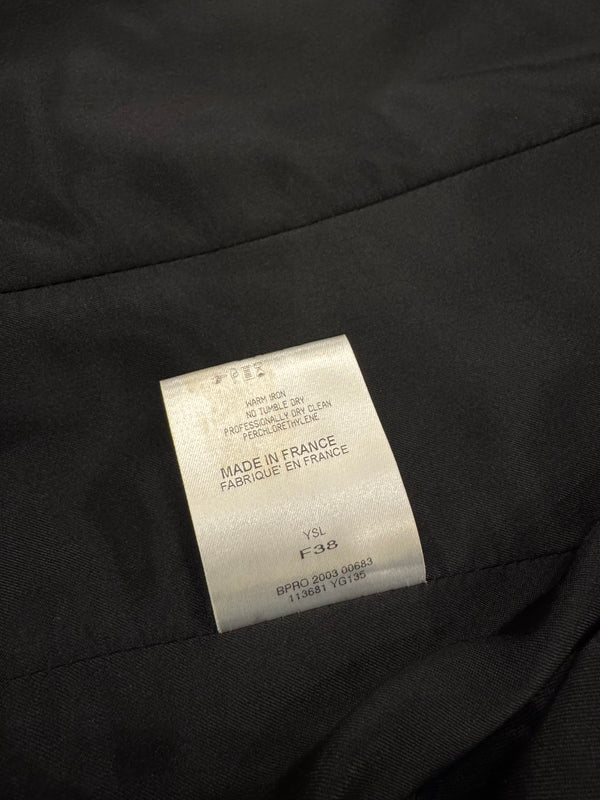 WARM IRON
NO TUMBLE DRY
PROFESSIONALLY DRY CLEAN
PERCHLORETHYLENE.
MADE IN FRANCE
FABRIQUE' EN FRANCE
YSL
F38
BPRO 2003 00683
113681 YG135